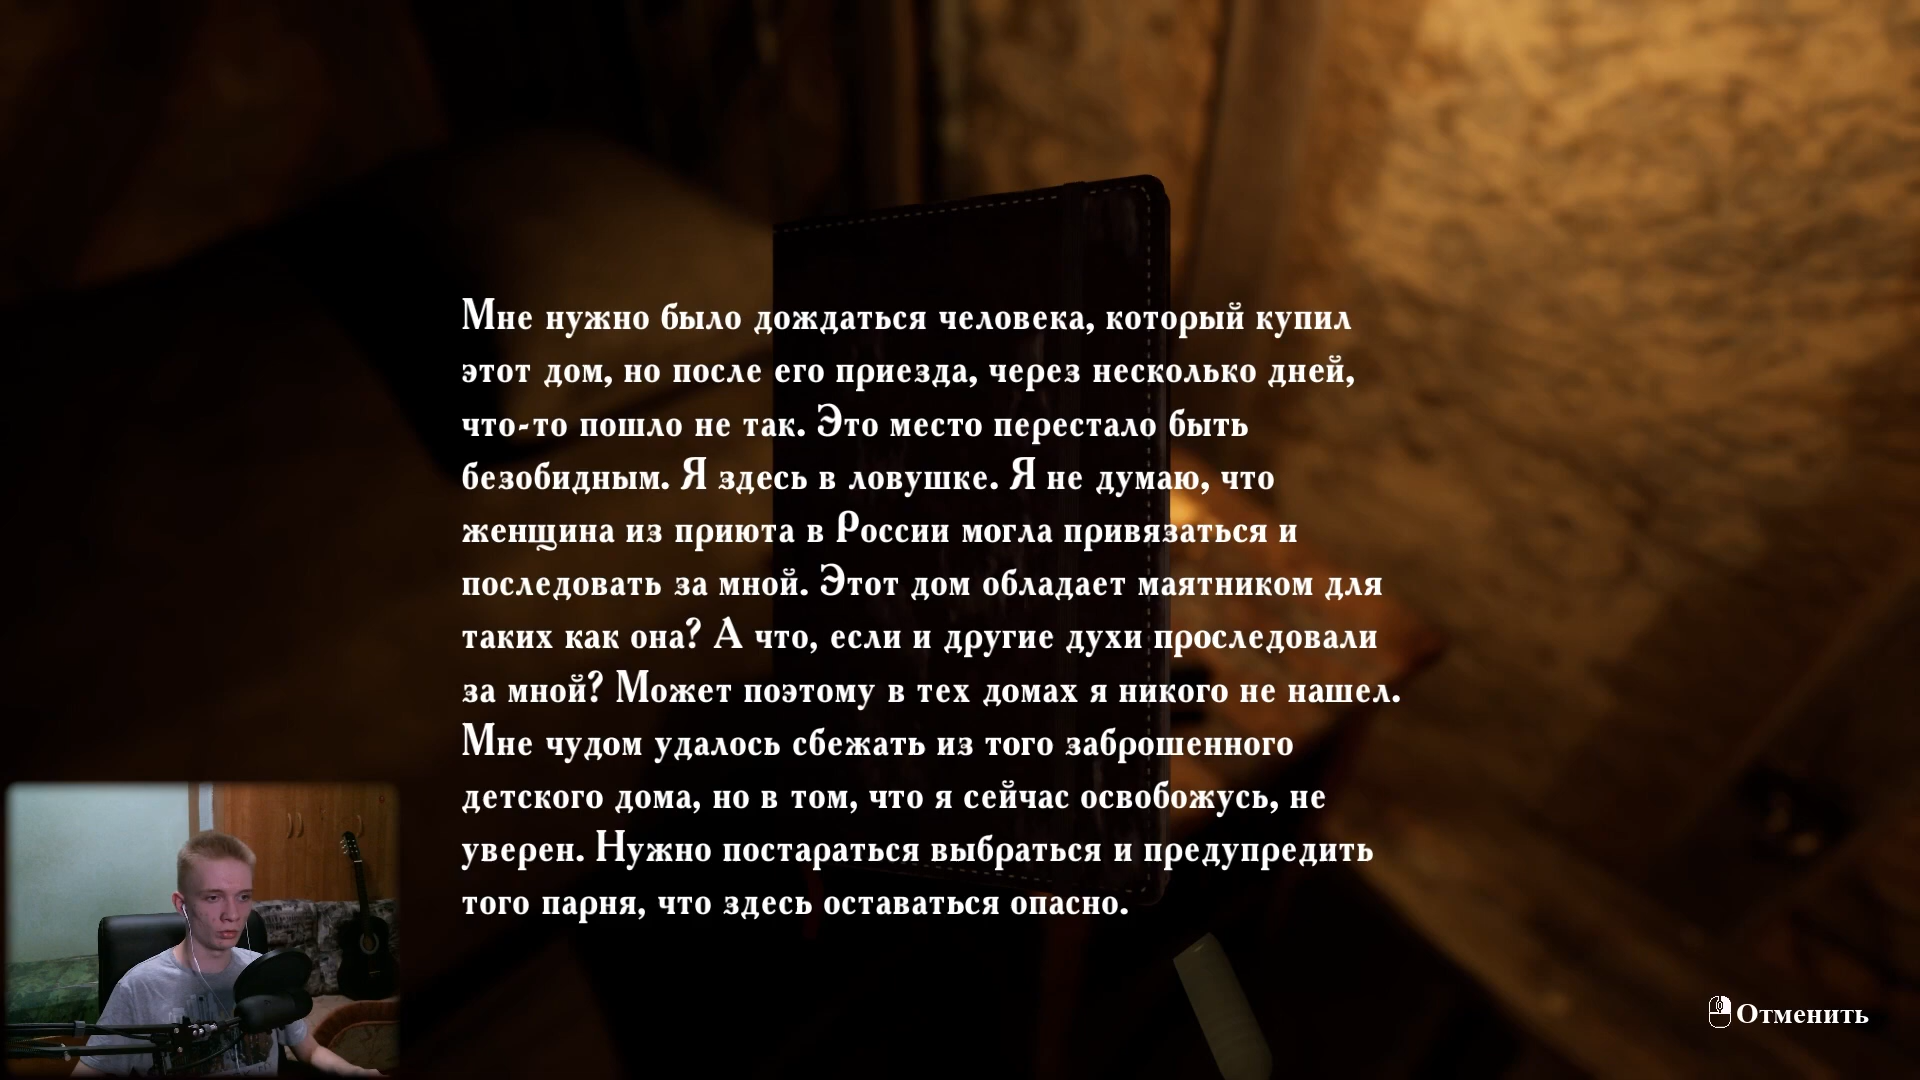 Мне нужно было дождаться человека, который купил
этот дом, но после его приезда, через несколько дней,
что-то пошло не так. Это место перестало быть
безобидным. Я здесь в ловушке. Я не думаю, что
женщина из приюта в России могла привязаться и
последовать за мной. Этот дом обладает маятником для
таких как она? А что, если и другие духи проследовали
за мной? Может поэтому в тех домах я никого не нашел.
Мне чудом удалось сбежать из того заброшенного
детского дома, но в том, что я сейчас освобожусь, не
уверен. Нужно постараться выбраться и предупредить
того парня, что здесь оставаться опасно.
Отменить